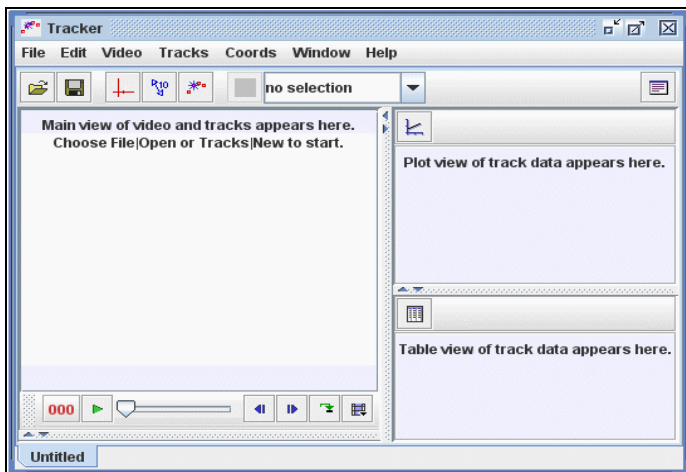 Tracker
File Edit Video Tracks Coords Window Help
no selection
Main view of video and tracks appears here.
Choose File|Open or Tracks|New to start.
Plot view of track data appears here.
Table view of track data appears here.
000
Untitled